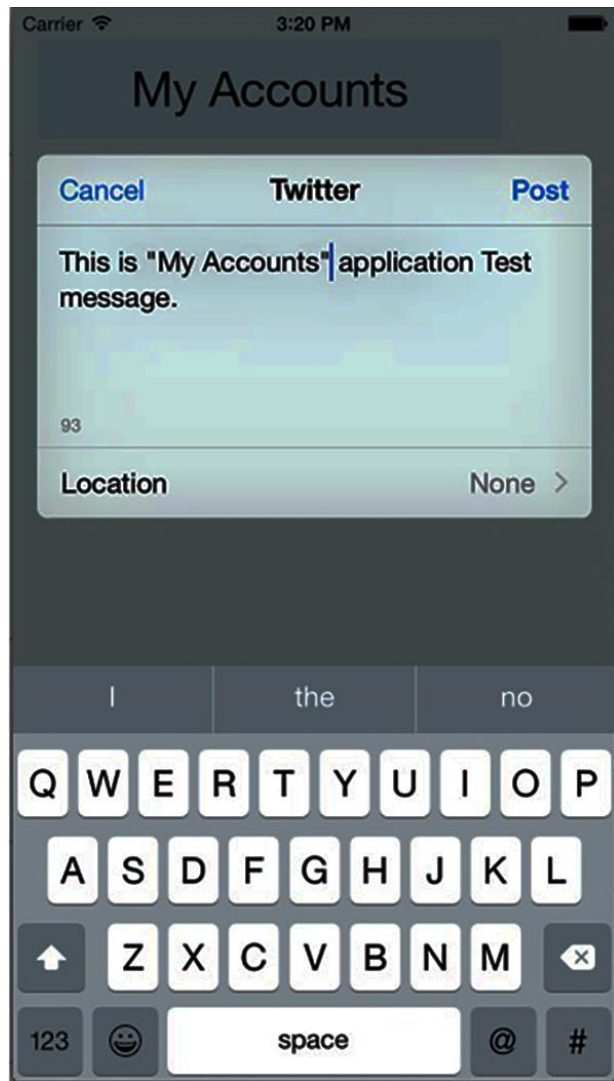 Carrier 3:20 PM
My Accounts
Cancel Twitter Post
This is "My Accounts" application Test
message.
93
Location None >
I the no
Q W E R T Y U I O P
A S D F G H J K L
Z X C V B N M
123 space @ #